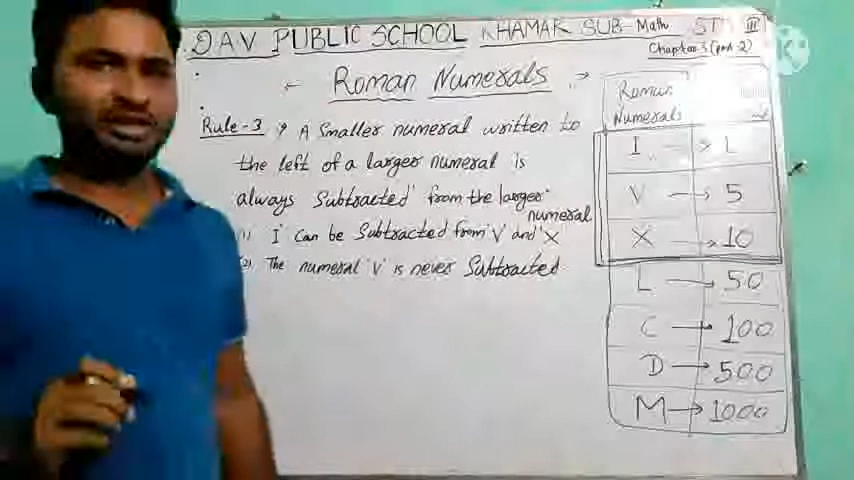 D A V PUBLIC SCHOOL KHAMAR SUB-Math STD III
Chapter-3 (part-2)
Roman Numerals
Rule-3 A Smaller numeral written to
the left of a larger numeral is
always Subtracted from the larger
numeral
(1) I can be Subtracted from 'V' and 'X
(2) The numeral 'V' is never Subtracted
Roman
Numerals
I → 1
V → 5
X → 10
L → 50
C → 100
D → 500
M → 1000